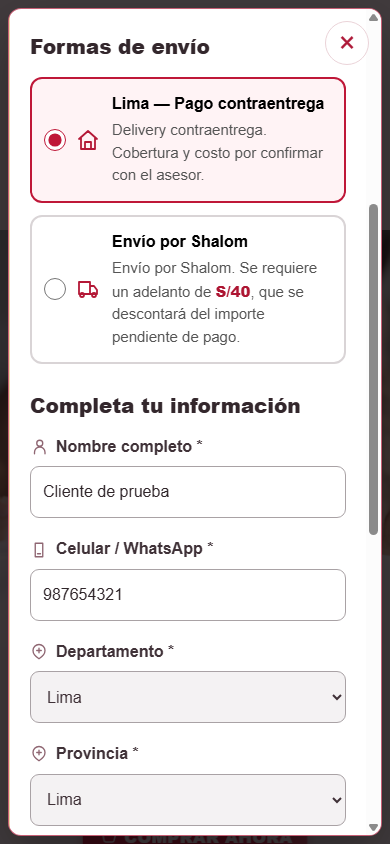 Formas de envío
Lima — Pago contraentrega
Delivery contraentrega.
Cobertura y costo por confirmar
con el asesor.
Envío por Shalom
Envío por Shalom. Se requiere
un adelanto de S/40, que se
descontará del importe
pendiente de pago.
Completa tu información
Nombre completo *
Cliente de prueba
Celular / WhatsApp *
987654321
Departamento *
Lima
Provincia *
Lima
COMPRAR AHORA